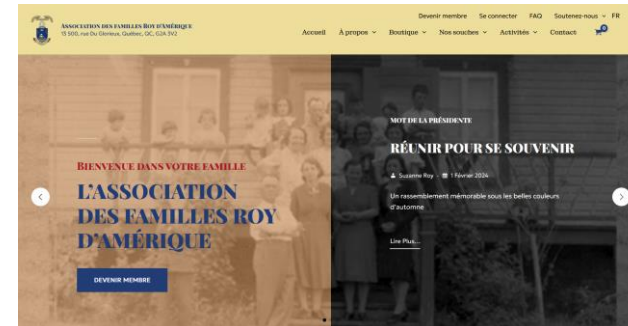 Devenir membre Se connecter FAQ Soutenez-nous FR
ASSOCIATION DES FAMILLES ROY D'AMÉRIQUE
15 500, rue Du Glorieux, Québec, QC, G2A 3V2
Accueil À propos Boutique Nos souches Activités Contact 0
BIENVENUE DANS VOTRE FAMILLE
L'ASSOCIATION
DES FAMILLES ROY
D'AMÉRIQUE
DEVENIR MEMBRE
MOT DE LA PRÉSIDENTE
RÉUNIR POUR SE SOUVENIR
Suzanne Roy - 1 Février 2024
Un rassemblement mémorable sous les belles couleurs
d'automne
Lire Plus...